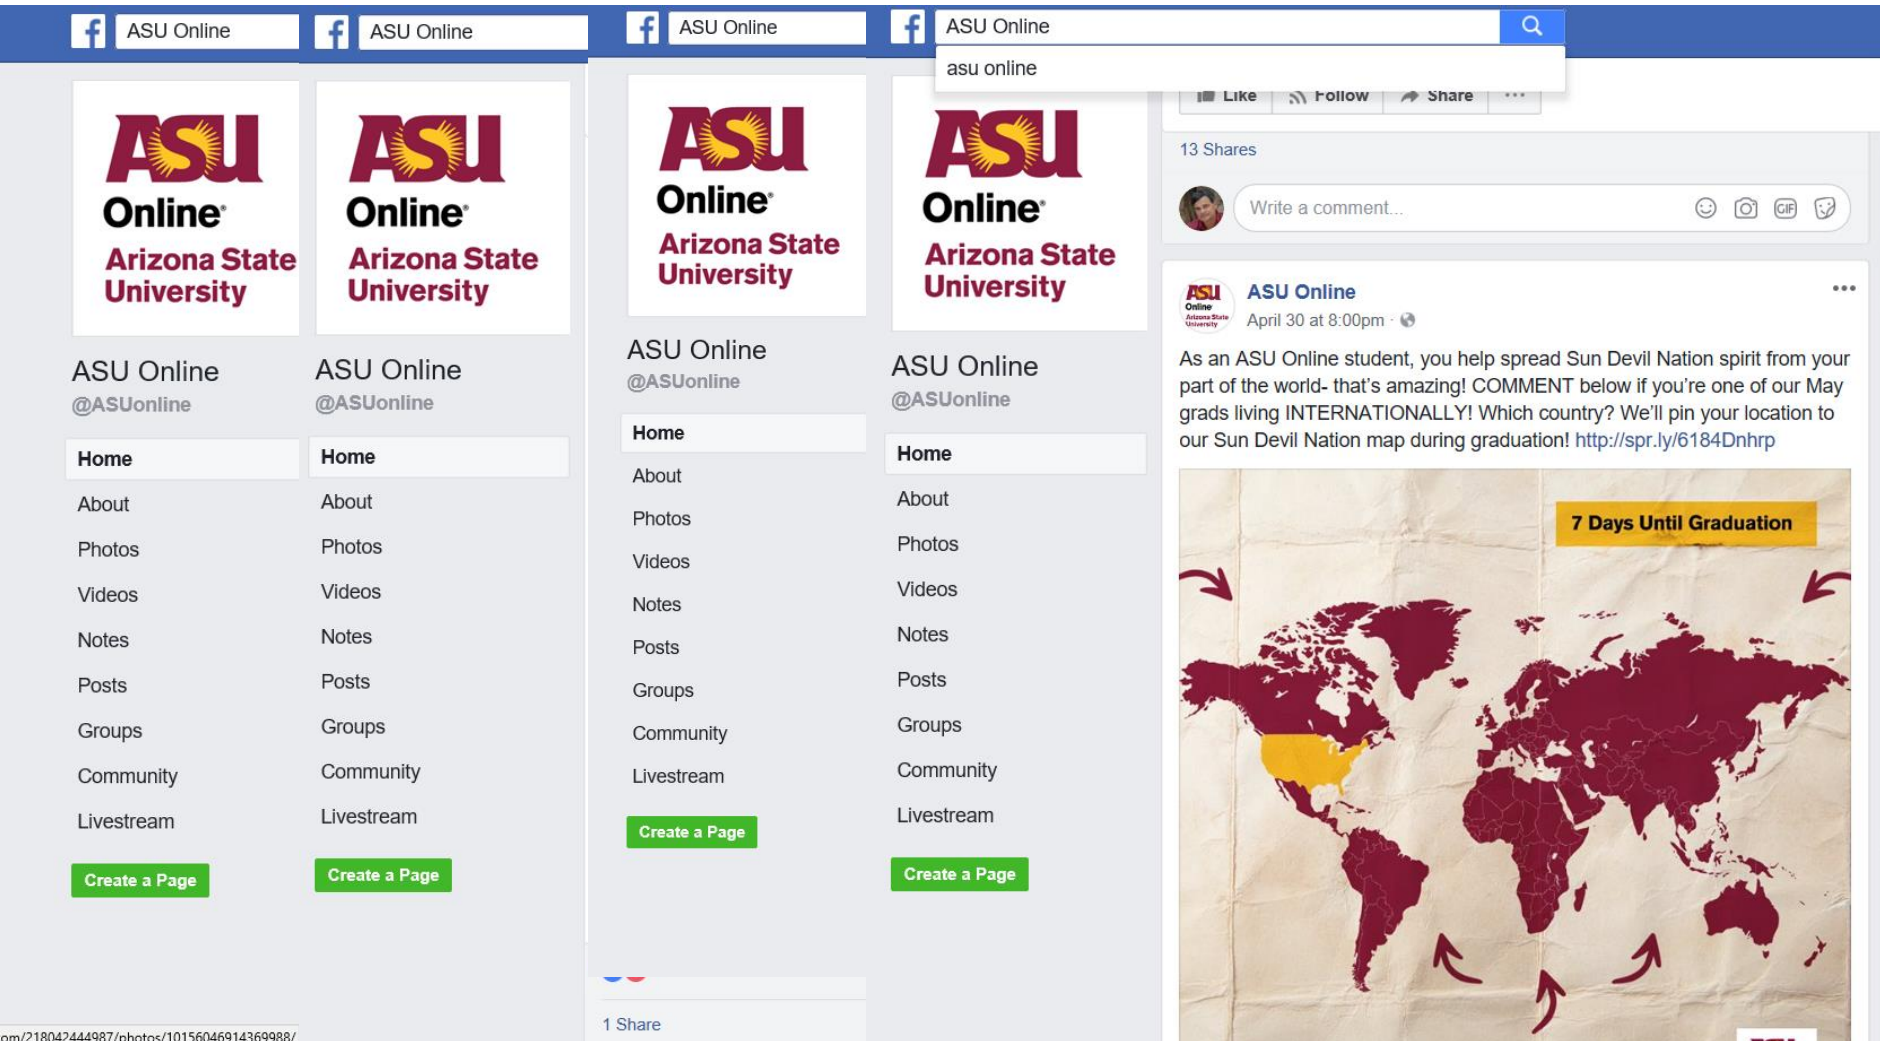 ASU Online
ASU
Online
Arizona State
University
ASU Online
@ASUonline
Home
About
Photos
Videos
Notes
Posts
Groups
Community
Livestream
Create a Page
om/218042444987/photos/10156046914369988/
ASU Online
ASU
Online
Arizona State
University
ASU Online
@ASUonline
Home
About
Photos
Videos
Notes
Posts
Groups
Community
Livestream
Create a Page
ASU Online
ASU
Online
Arizona State
University
ASU Online
@ASUonline
Home
About
Photos
Videos
Notes
Posts
Groups
Community
Livestream
Create a Page
1 Share
ASU Online
asu online
ASU
Online
Arizona State
University
ASU Online
@ASUonline
Home
About
Photos
Videos
Notes
Posts
Groups
Community
Livestream
Create a Page
Like Follow Share ...
13 Shares
Write a comment...
GIF
ASU
Online
Arizona State
University
ASU Online
April 30 at 8:00pm ·
As an ASU Online student, you help spread Sun Devil Nation spirit from your
part of the world- that's amazing! COMMENT below if you're one of our May
grads living INTERNATIONALLY! Which country? We'll pin your location to
our Sun Devil Nation map during graduation! http://spr.ly/6184Dnhrp
7 Days Until Graduation